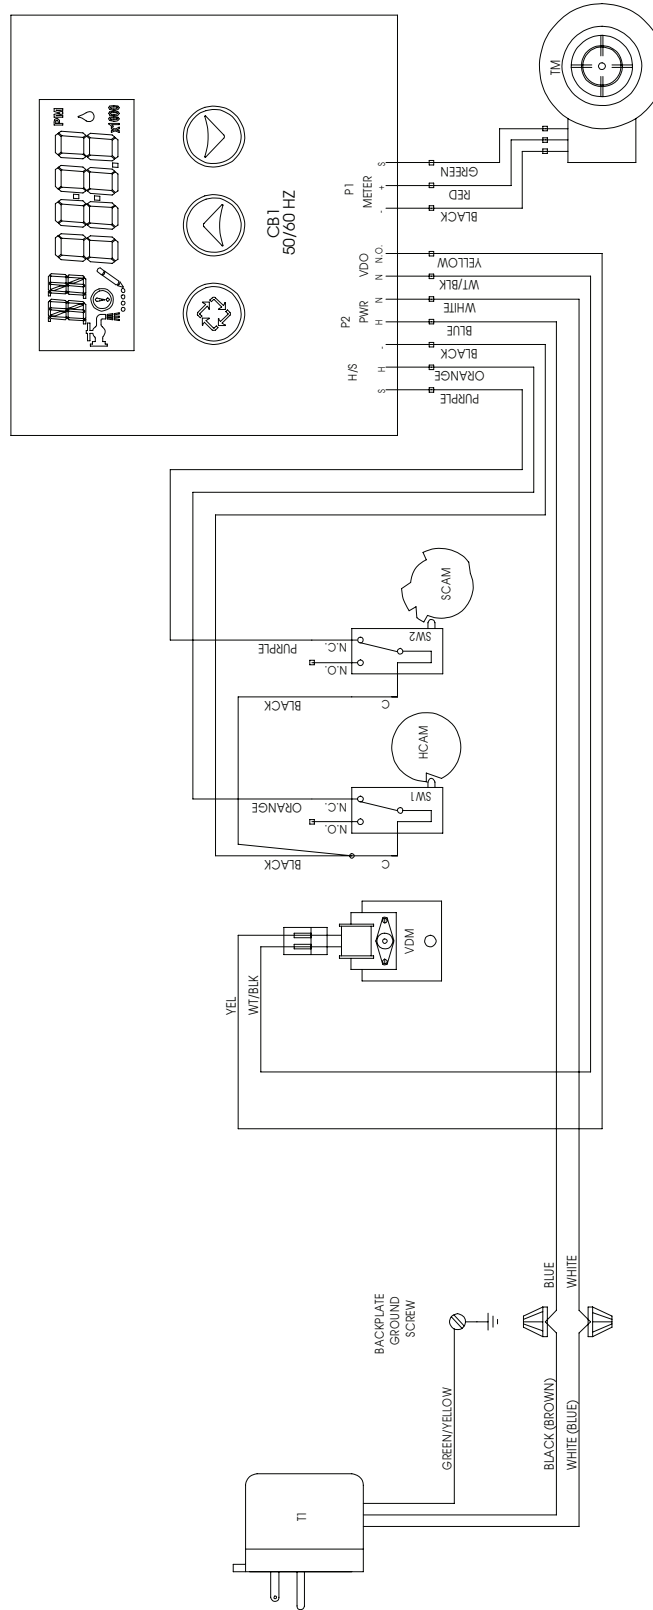 PM
x1000
CB1
50/60 HZ
TM
P1
METER
S
+
-
GREEN
RED
BLACK
P2
VDO
N.O.
N
YELLOW
WT/BLK
PWR
N
H
WHITE
BLUE
H/S
-
H
S
BLACK
ORANGE
PURPLE
SCAM
SW2
PURPLE
N.C.
N.O.
BLACK
C
HCAM
SW1
ORANGE
N.C.
N.O.
BLACK
C
VDM
YEL
WT/BLK
BACKPLATE
GROUND
SCREW
BLUE
WHITE
GREEN/YELLOW
BLACK (BROWN)
WHITE (BLUE)
T1